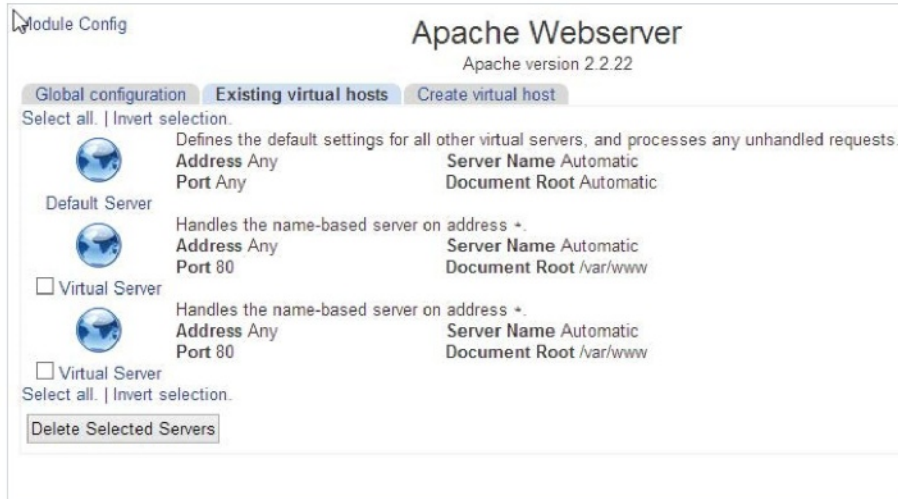 Module Config
Apache Webserver
Apache version 2.2.22
Global configuration Existing virtual hosts Create virtual host
Select all. | Invert selection.
Defines the default settings for all other virtual servers, and processes any unhandled requests.
Address Any Server Name Automatic
Port Any Document Root Automatic
Default Server
Handles the name-based server on address *.
Address Any Server Name Automatic
Port 80 Document Root /var/www
Virtual Server
Handles the name-based server on address *.
Address Any Server Name Automatic
Port 80 Document Root /var/www
Virtual Server
Select all. | Invert selection.
Delete Selected Servers